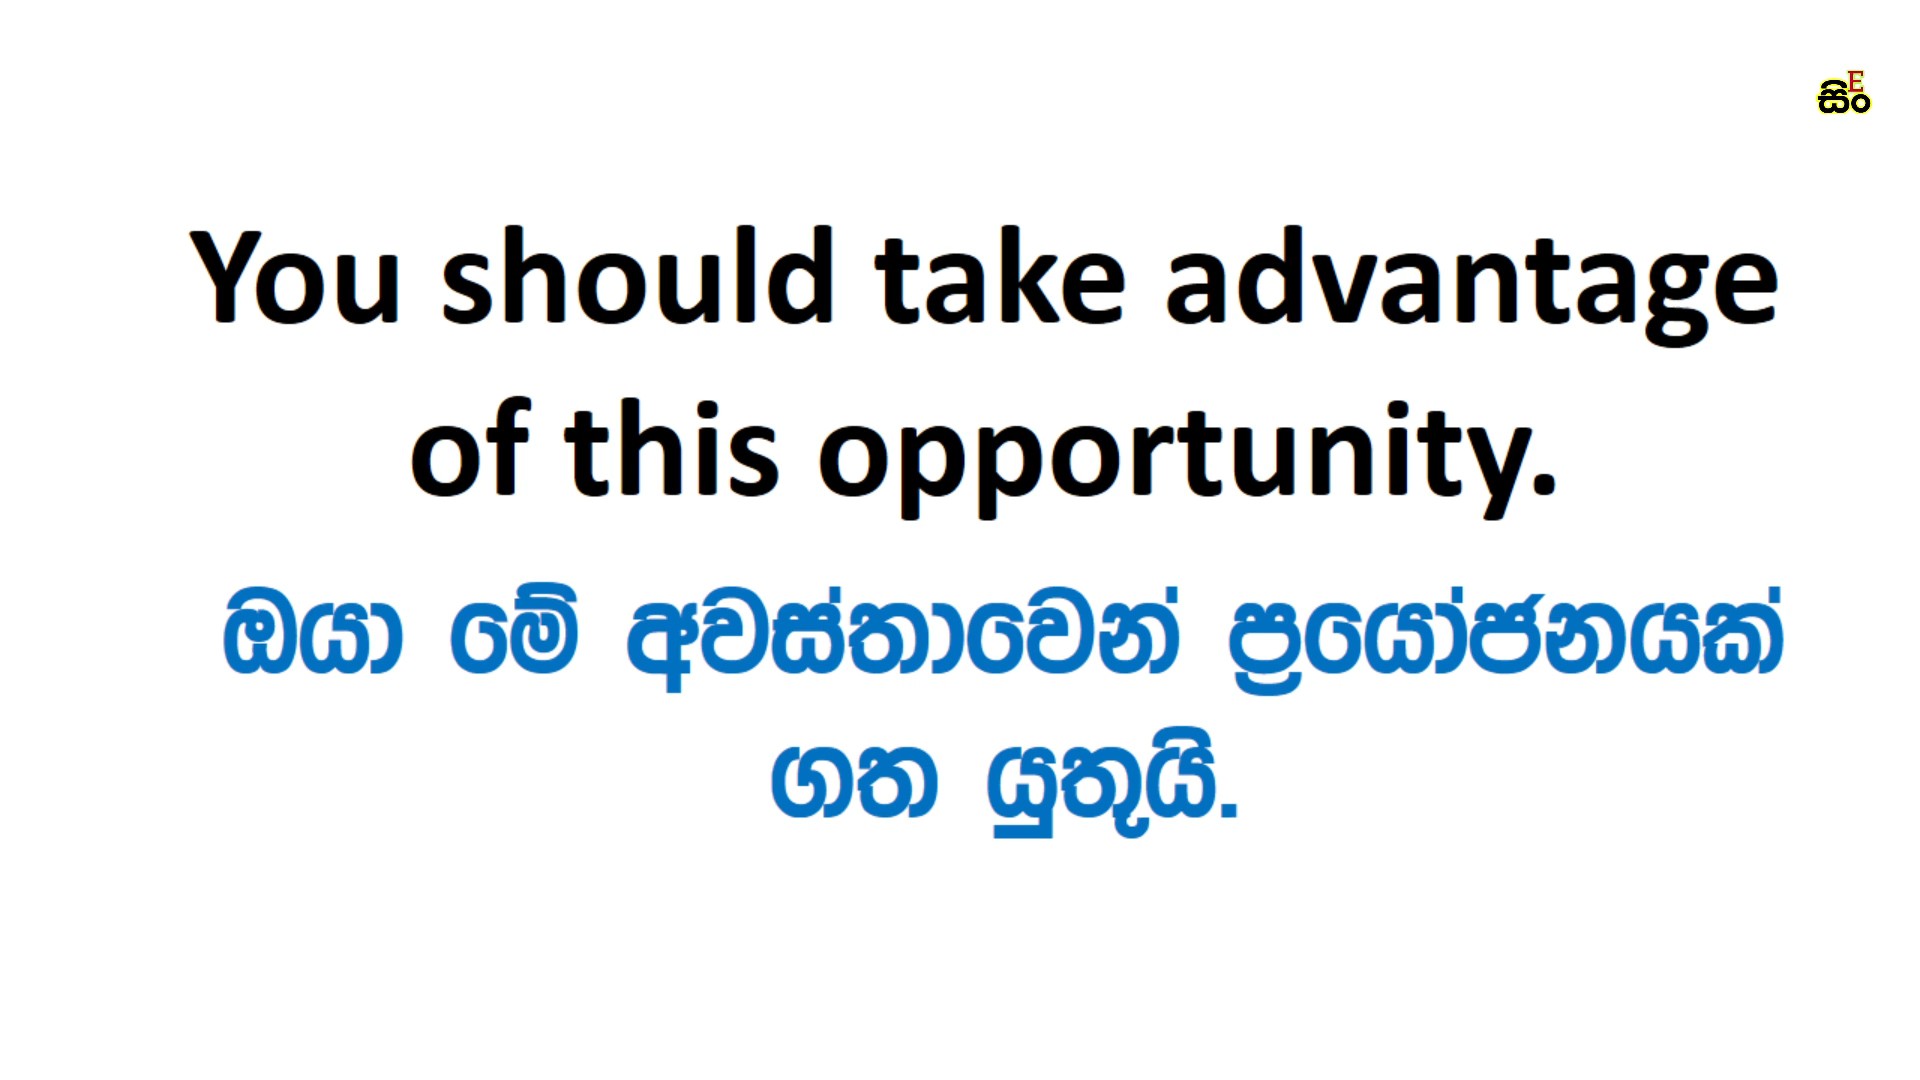 E
සිං
You should take advantage
of this opportunity.
ඔයා මේ අවස්තාවෙන් ප්‍රයෝජනයක්
ගත යුතුයි.